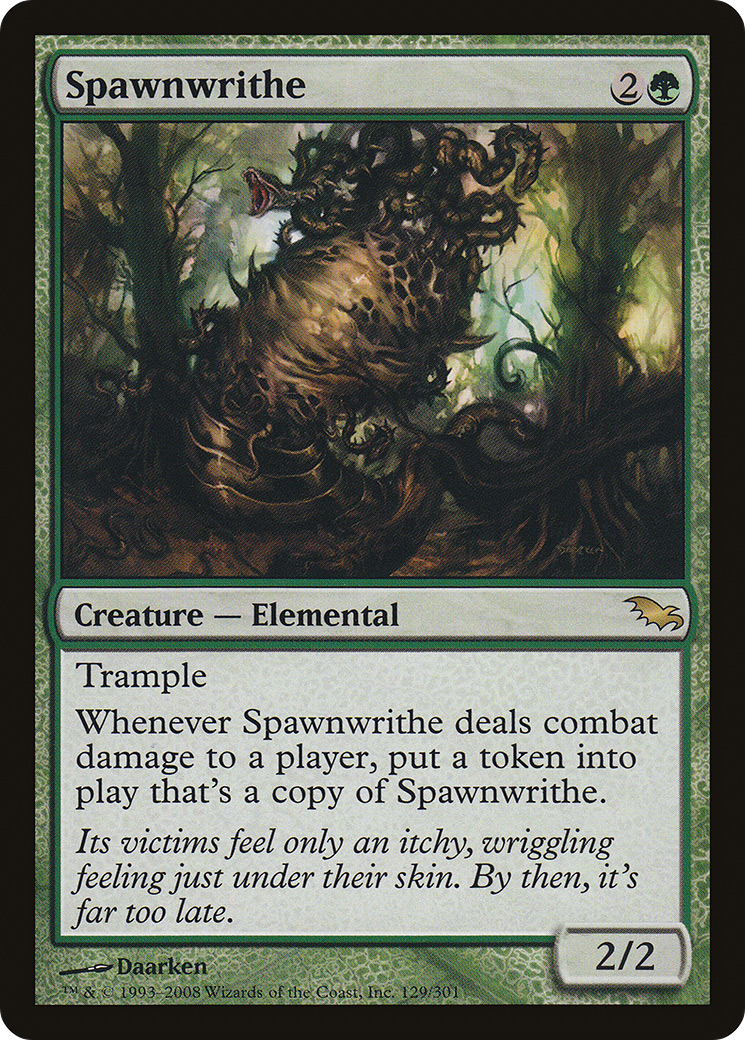 Spawnwrithe 2
Creature — Elemental
Trample
Whenever Spawnwrithe deals combat
damage to a player, put a token into
play that's a copy of Spawnwrithe.
Its victims feel only an itchy, wriggling
feeling just under their skin. By then, it's
far too late.
2/2
Daarken
™ & © 1993–2008 Wizards of the Coast, Inc. 129/301